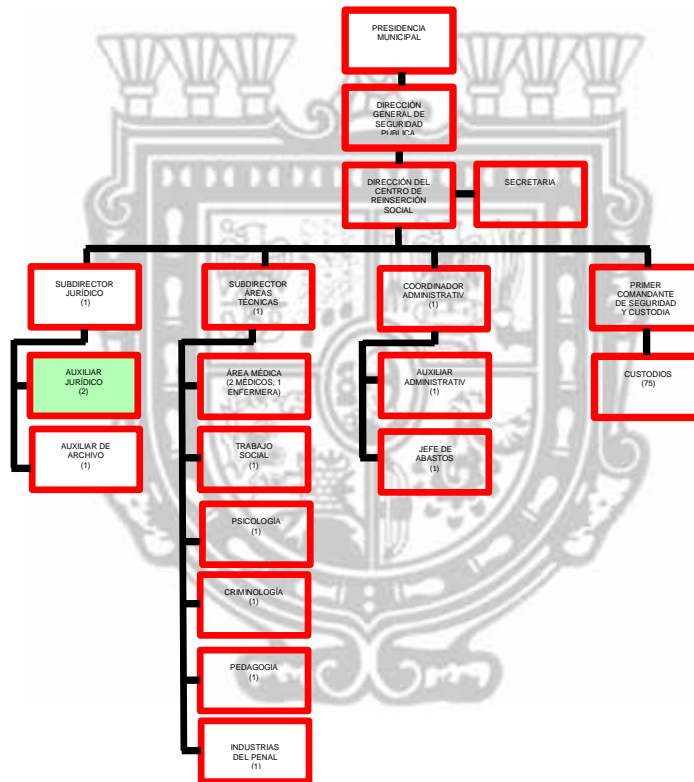 PRESIDENCIA
MUNICIPAL
DIRECCIÓN
GENERAL DE
SEGURIDAD
PÚBLICA
DIRECCIÓN DEL
CENTRO DE
REINSERCIÓN
SOCIAL
SECRETARIA
SUBDIRECTOR
JURÍDICO
(1)
SUBDIRECTOR
ÁREAS
TÉCNICAS
(1)
COORDINADOR
ADMINISTRATIV
(1)
PRIMER
COMANDANTE
DE SEGURIDAD
Y CUSTODIA
AUXILIAR
JURÍDICO
(2)
AUXILIAR DE
ARCHIVO
(1)
ÁREA MÉDICA
(2 MÉDICOS; 1
ENFERMERA)
TRABAJO
SOCIAL
(1)
PSICOLOGÍA
(1)
CRIMINOLOGÍA
(1)
PEDAGOGIA
(1)
INDUSTRIAS
DEL PENAL
(1)
AUXILIAR
ADMINISTRATIV
(1)
JEFE DE
ABASTOS
(1)
CUSTODIOS
(75)